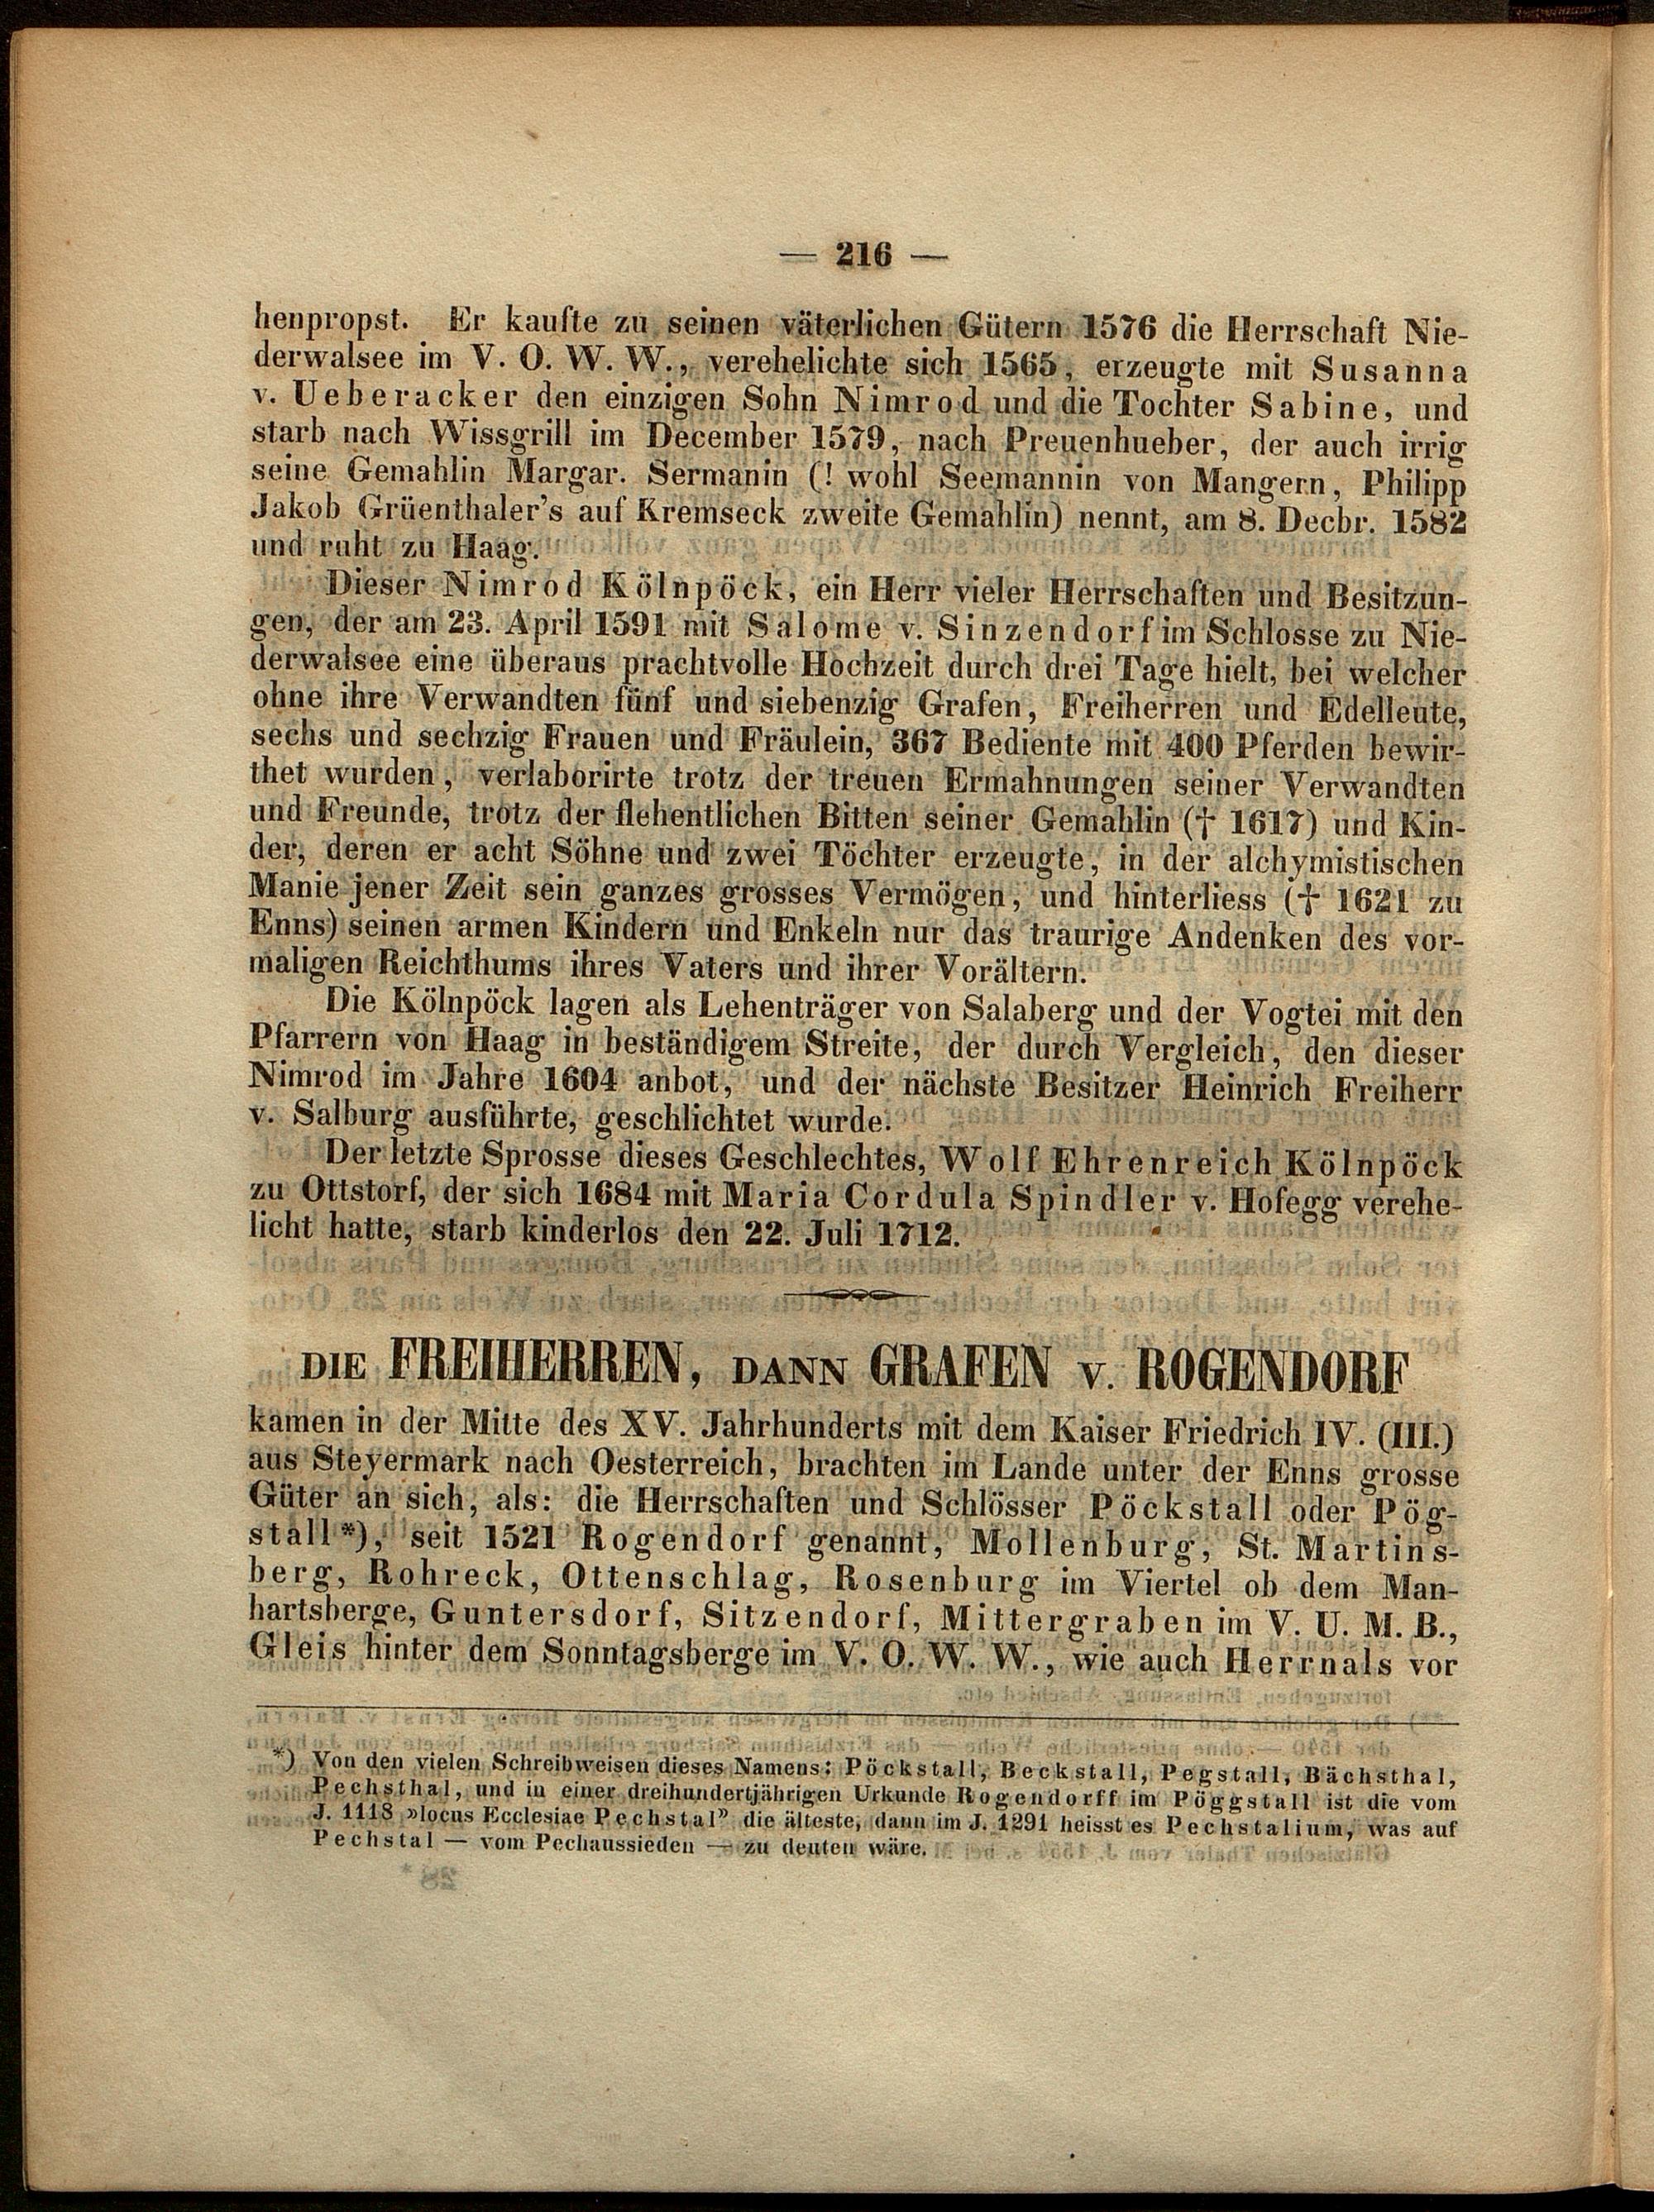 — 216 —
henpropst. Er kaufte zu seinen väterlichen Gütern 1576 die Herrschaft Nie-
derwalsee im V. O. W. W., verehelichte sich 1565, erzeugte mit Susanna
v. Ueberacker den einzigen Sohn Nimrod und die Tochter Sabine, und
starb nach Wissgrill im December 1579, nach Preuenhueber, der auch irrig
seine Gemahlin Margar. Sermanin (! wohl Seemannin von Mangern, Philipp
Jakob Grüenthaler's auf Kremseck zweite Gemahlin) nennt, am 8. Decbr. 1582
und ruht zu Haag.
Dieser Nimrod Kölnpöck, ein Herr vieler Herrschaften und Besitzun-
gen, der am 23. April 1591 mit Salome v. Sinzendorf im Schlosse zu Nie-
derwalsee eine überaus prachtvolle Hochzeit durch drei Tage hielt, bei welcher
ohne ihre Verwandten fünf und siebenzig Grafen, Freiherren und Edelleute,
sechs und sechzig Frauen und Fräulein, 367 Bediente mit 400 Pferden bewir-
thet wurden, verlaborirte trotz der treuen Ermahnungen seiner Verwandten
und Freunde, trotz der flehentlichen Bitten seiner Gemahlin († 1617) und Kin-
der, deren er acht Söhne und zwei Töchter erzeugte, in der alchymistischen
Manie jener Zeit sein ganzes grosses Vermögen, und hinterliess († 1621 zu
Enns) seinen armen Kindern und Enkeln nur das traurige Andenken des vor-
maligen Reichthums ihres Vaters und ihrer Vorältern.
Die Kölnpöck lagen als Lehenträger von Salaberg und der Vogtei mit den
Pfarrern von Haag in beständigem Streite, der durch Vergleich, den dieser
Nimrod im Jahre 1604 anbot, und der nächste Besitzer Heinrich Freiherr
v. Salburg ausführte, geschlichtet wurde.
Der letzte Sprosse dieses Geschlechtes, Wolf Ehrenreich Kölnpöck
zu Ottstorf, der sich 1684 mit Maria Cordula Spindler v. Hofegg verehe-
licht hatte, starb kinderlos den 22. Juli 1712.
DIE FREIHERREN, DANN GRAFEN V. ROGENDORF
kamen in der Mitte des XV. Jahrhunderts mit dem Kaiser Friedrich IV. (III.)
aus Steyermark nach Oesterreich, brachten im Lande unter der Enns grosse
Güter an sich, als: die Herrschaften und Schlösser Pöckstall oder Pög-
stall*), seit 1521 Rogendorf genannt, Mollenburg, St. Martins-
berg, Rohreck, Ottenschlag, Rosenburg im Viertel ob dem Man-
hartsberge, Guntersdorf, Sitzendorf, Mittergraben im V. U. M. B.,
Gleis hinter dem Sonntagsberge im V. O. W. W., wie auch Herrnals vor
*) Von den vielen Schreibweisen dieses Namens: Pöckstall, Beckstall, Pegstall, Bächsthal,
Pechsthal, und in einer dreihundertjährigen Urkunde Rogendorff im Pöggstall ist die vom
J. 1118 »locus Ecclesiae Pechstal» die älteste, dann im J. 1291 heisst es Pechstalium, was auf
Pechstal — vom Pechaussieden — zu deuten wäre.